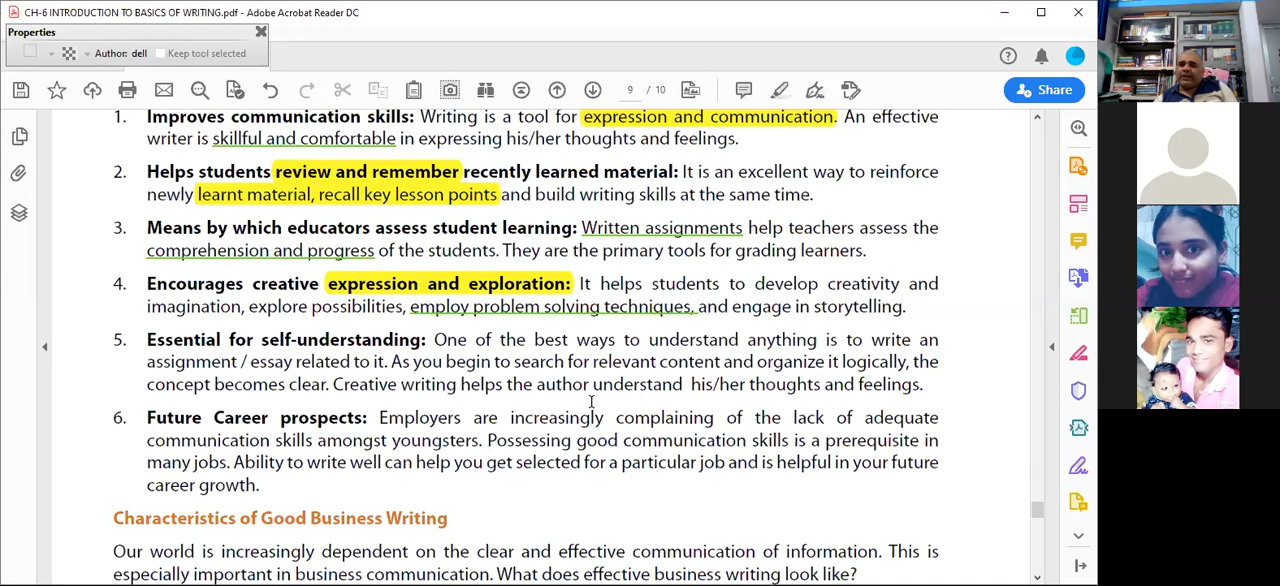 CH-6 INTRODUCTION TO BASICS OF WRITING.pdf - Adobe Acrobat Reader DC
Properties
Author: dell
Keep tool selected
9 / 10
Share
1. Improves communication skills: Writing is a tool for expression and communication. An effective
writer is skillful and comfortable in expressing his/her thoughts and feelings.
2. Helps students review and remember recently learned material: It is an excellent way to reinforce
newly learnt material, recall key lesson points and build writing skills at the same time.
3. Means by which educators assess student learning: Written assignments help teachers assess the
comprehension and progress of the students. They are the primary tools for grading learners.
4. Encourages creative expression and exploration: It helps students to develop creativity and
imagination, explore possibilities, employ problem solving techniques, and engage in storytelling.
5. Essential for self-understanding: One of the best ways to understand anything is to write an
assignment / essay related to it. As you begin to search for relevant content and organize it logically, the
concept becomes clear. Creative writing helps the author understand his/her thoughts and feelings.
6. Future Career prospects: Employers are increasingly complaining of the lack of adequate
communication skills amongst youngsters. Possessing good communication skills is a prerequisite in
many jobs. Ability to write well can help you get selected for a particular job and is helpful in your future
career growth.
Characteristics of Good Business Writing
Our world is increasingly dependent on the clear and effective communication of information. This is
especially important in business communication. What does effective business writing look like?